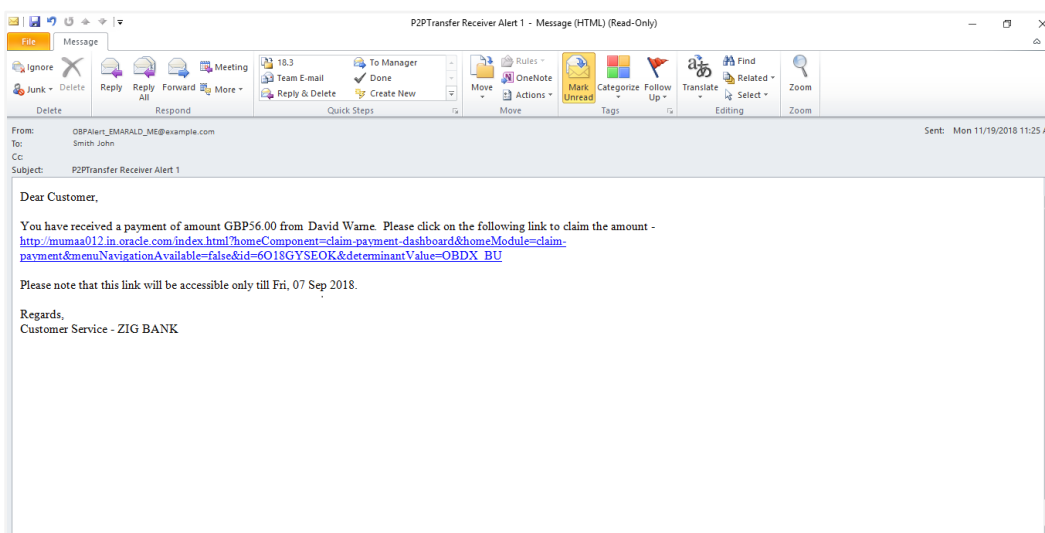 P2PTransfer Receiver Alert 1 - Message (HTML) (Read-Only)
File Message
Ignore
Junk
Delete
Reply
Reply All
Forward
Meeting
More
18.3
Team E-mail
Reply & Delete
To Manager
Done
Create New
Move
Rules
OneNote
Actions
Mark Unread
Categorize
Follow Up
Translate
Find
Related
Select
Zoom
Delete Respond Quick Steps Move Tags Editing Zoom
From: OBPAlert_EMARALD_ME@example.com Sent: Mon 11/19/2018 11:25 A
To: Smith John
Cc:
Subject: P2PTransfer Receiver Alert 1
Dear Customer,
You have received a payment of amount GBP56.00 from David Warne. Please click on the following link to claim the amount -
http://mumaa012.in.oracle.com/index.html?homeComponent=claim-payment-dashboard&homeModule=claim-
payment&menuNavigationAvailable=false&id=6O18GYSEOK&determinantValue=OBDX_BU
Please note that this link will be accessible only till Fri, 07 Sep 2018.
Regards,
Customer Service - ZIG BANK